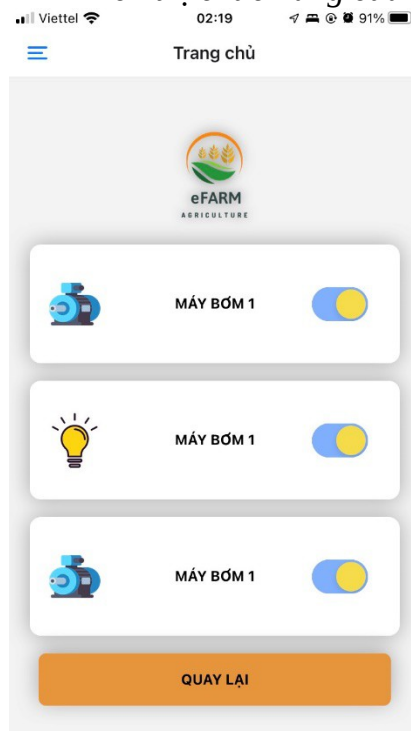 Viettel 02:19 91%
Trang chủ
eFARM
AGRICULTURE
MÁY BƠM 1
MÁY BƠM 1
MÁY BƠM 1
QUAY LẠI